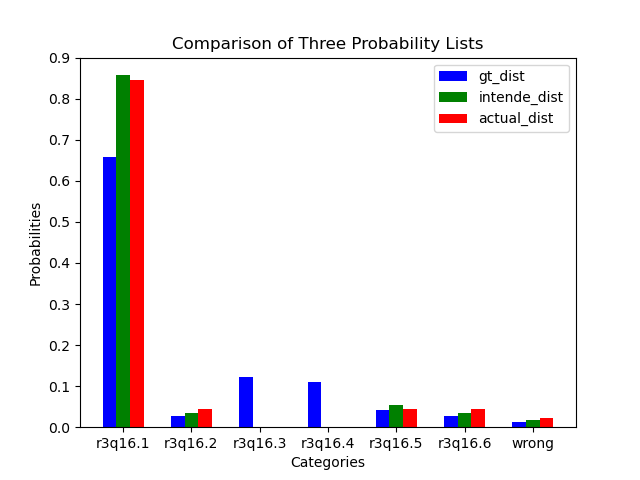 Comparison of Three Probability Lists
gt_dist
intende_dist
actual_dist
Probabilities
0.9
0.8
0.7
0.6
0.5
0.4
0.3
0.2
0.1
0.0
r3q16.1 r3q16.2 r3q16.3 r3q16.4 r3q16.5 r3q16.6 wrong
Categories